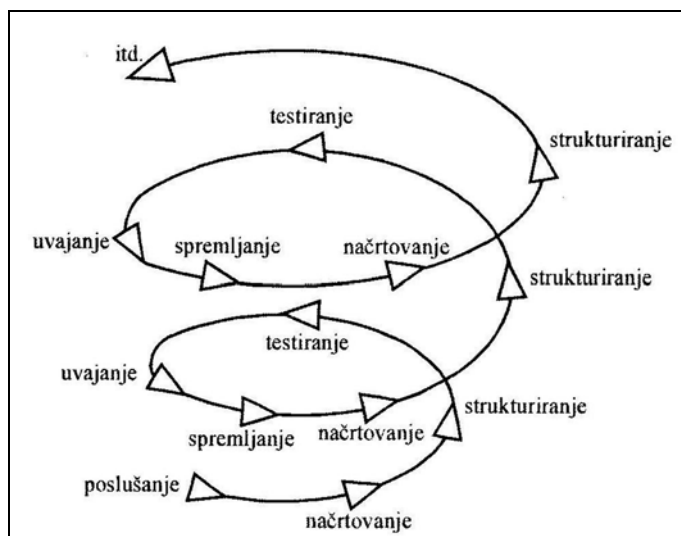 itd.
testiranje
strukturiranje
uvajanje
spremljanje
načrtovanje
strukturiranje
testiranje
uvajanje
strukturiranje
spremljanje
načrtovanje
poslušanje
načrtovanje